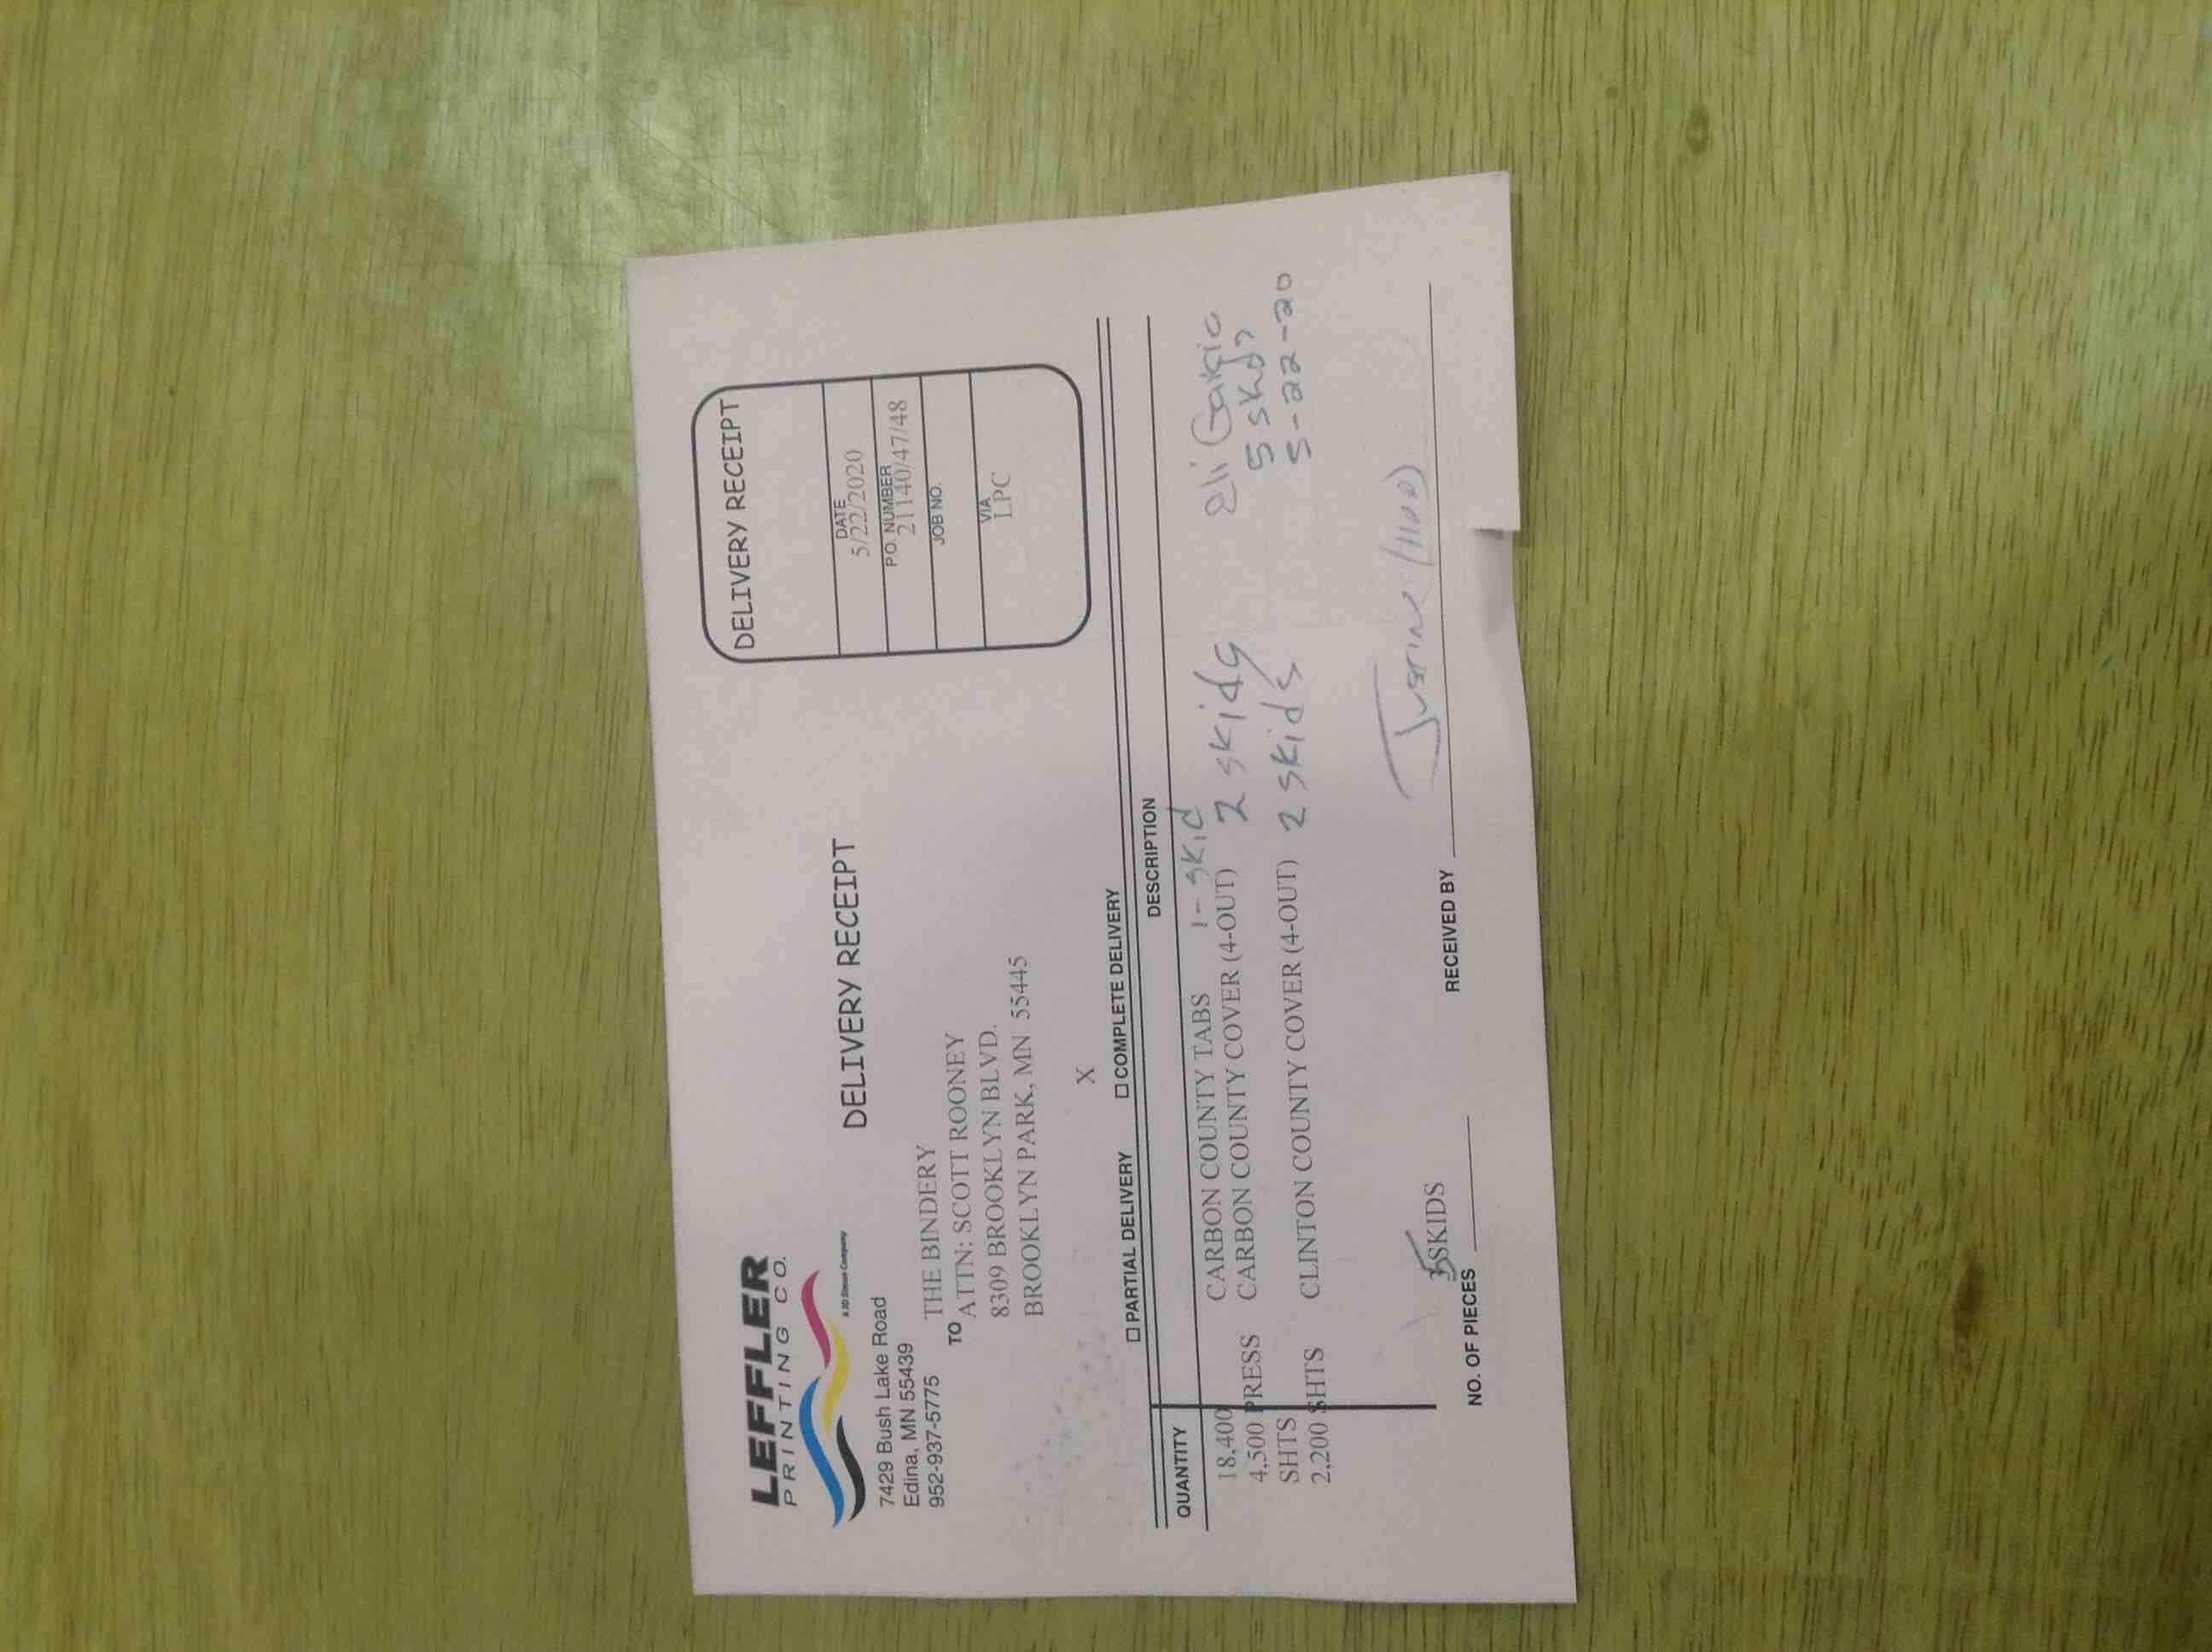 LEFFLER
PRINTING CO.
7429 Bush Lake Road
Edina, MN 55439
952-937-5775
DELIVERY RECEIPT
DELIVERY RECEIPT
DATE
5/22/2020
P.O. NUMBER
21140/47/48
JOB NO.
VIA
LPC
TO
THE BINDERY
ATTN: SCOTT ROONEY
8309 BROOKLYN BLVD.
BROOKLYN PARK, MN 55445
X
PARTIAL DELIVERY COMPLETE DELIVERY
QUANTITY DESCRIPTION
18,400 CARBON COUNTY TABS 1- skid
4,500 PRESS CARBON COUNTY COVER (4-OUT) 2 skids
SHTS
2,200 SHTS CLINTON COUNTY COVER (4-OUT) 2 skids
Eli
5 skds
5-22-20
5 SKIDS
NO. OF PIECES
RECEIVED BY